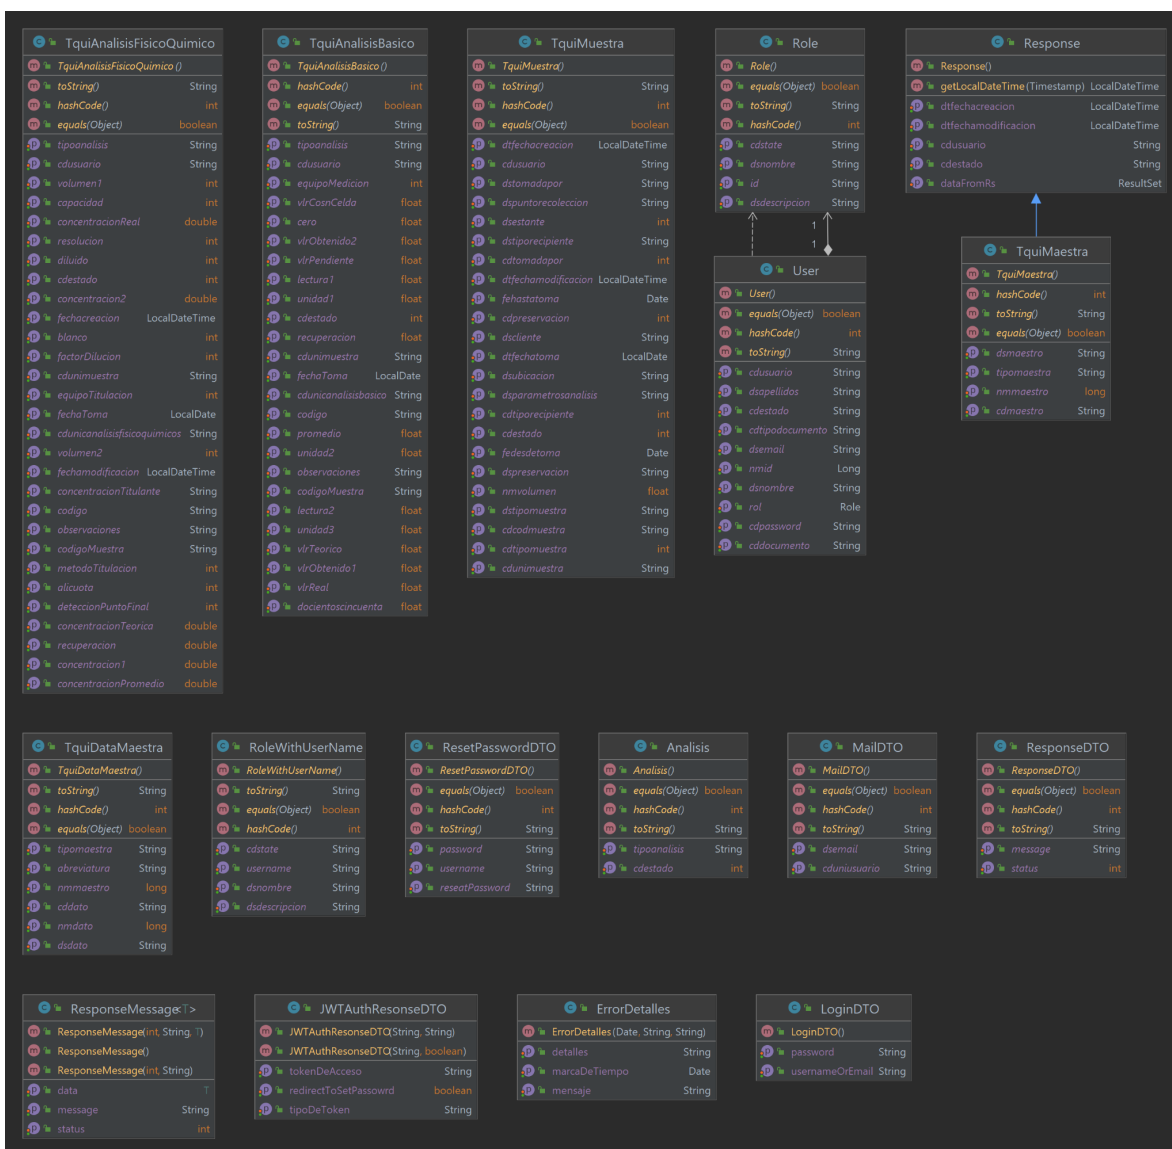 TquiAnalisisFisicoQuimico
TquiAnalisisFisicoQuimico()
toString() String
hashCode() int
equals(Object) boolean
tipoanalisis String
cdusuario String
volumen1 int
capacidad int
concentracionReal double
resolucion int
diluido int
cdestado int
concentracion2 double
fechacreacion LocalDateTime
blanco int
factorDilucion int
cdunimuestra String
equipoTitulacion int
fechaToma LocalDate
cdunicanalisisfisicoquimicos String
volumen2 int
fechamodificacion LocalDateTime
concentracionTitulante String
codigo String
observaciones String
codigoMuestra String
metodoTitulacion int
alicuota int
deteccionPuntoFinal int
concentracionTeorica double
recuperacion double
concentracion1 double
concentracionPromedio double
TquiAnalisisBasico
TquiAnalisisBasico()
hashCode() int
equals(Object) boolean
toString() String
tipoanalisis String
cdusuario String
equipoMedicion int
vlrCosnCelda float
cero float
vlrObtenido2 float
vlrPendiente float
lectura1 float
unidad1 float
cdestado int
recuperacion float
cdunimuestra String
fechaToma LocalDate
cdunicanalisisbasico String
codigo String
promedio float
unidad2 float
observaciones String
codigoMuestra String
lectura2 float
unidad3 float
vlrTeorico float
vlrObtenido1 float
vlrReal float
docientoscincuenta float
TquiMuestra
TquiMuestra()
toString() String
hashCode() int
equals(Object) boolean
dtfechacreacion LocalDateTime
cdusuario String
dstomadapor String
dspuntorecoleccion String
dsestante int
dstiporecipiente String
cdtomadapor int
dtfechamodificacion LocalDateTime
fehastatoma Date
cdpreservacion int
dscliente String
dtfechatoma LocalDate
dsubicacion String
dsparametrosanalisis String
cdtiporecipiente int
cdestado int
fedesdetoma Date
dspreservacion String
nmvolumen float
dstipomuestra String
cdcodmuestra String
cdtipomuestra int
cdunimuestra String
Role
Role()
equals(Object) boolean
toString() String
hashCode() int
cdstate String
dsnombre String
id String
dsdescripcion String
1
1
User
User()
equals(Object) boolean
hashCode() int
toString() String
cdusuario String
dsapellidos String
cdestado String
cdtipodocumento String
dsemail String
nmid Long
dsnombre String
rol Role
cdpassword String
cddocumento String
Response
Response()
getLocalDateTime(Timestamp) LocalDateTime
dtfechacreacion LocalDateTime
dtfechamodificacion LocalDateTime
cdusuario String
cdestado String
dataFromRs ResultSet
TquiMaestra
TquiMaestra()
hashCode() int
toString() String
equals(Object) boolean
dsmaestro String
tipomaestra String
nmmaestro long
cdmaestro String
TquiDataMaestra
TquiDataMaestra()
toString() String
hashCode() int
equals(Object) boolean
tipomaestra String
abreviatura String
nmmaestro long
cddato String
nmdato long
dsdato String
RoleWithUserName
RoleWithUserName()
toString() String
equals(Object) boolean
hashCode() int
cdstate String
username String
dsnombre String
dsdescripcion String
ResetPasswordDTO
ResetPasswordDTO()
equals(Object) boolean
hashCode() int
toString() String
password String
username String
reseatPassword String
Analisis
Analisis()
equals(Object) boolean
hashCode() int
toString() String
tipoanalisis String
cdestado int
MailDTO
MailDTO()
equals(Object) boolean
hashCode() int
toString() String
dsemail String
cduniusuario String
ResponseDTO
ResponseDTO()
equals(Object) boolean
hashCode() int
toString() String
message String
status int
ResponseMessage<T>
ResponseMessage(int, String, T)
ResponseMessage()
ResponseMessage(int, String)
data T
message String
status int
JWTAuthResonseDTO
JWTAuthResonseDTO(String, String)
JWTAuthResonseDTO(String, boolean)
tokenDeAcceso String
redirectToSetPassowrd boolean
tipoDeToken String
ErrorDetalles
ErrorDetalles(Date, String, String)
detalles String
marcaDeTiempo Date
mensaje String
LoginDTO
LoginDTO()
password String
usernameOrEmail String